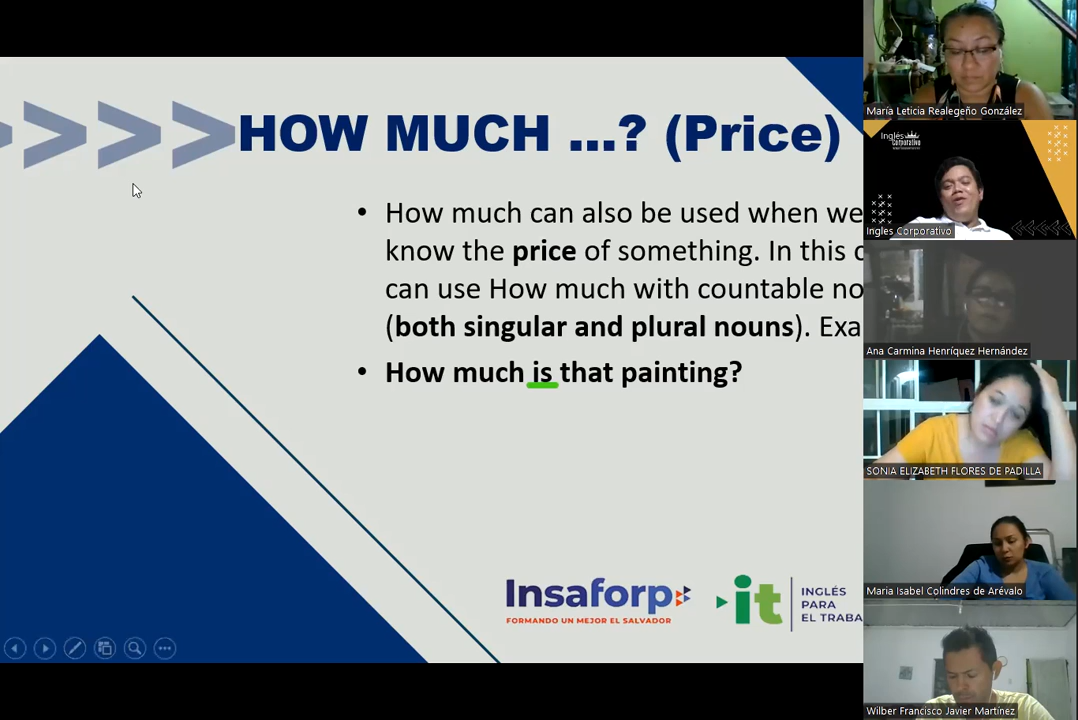 HOW MUCH ...? (Price)
• How much can also be used when we
know the price of something. In this c
can use How much with countable no
(both singular and plural nouns). Exa
• How much is that painting?
Insaforp
FORMANDO UN MEJOR EL SALVADOR
it
INGLÉS
PARA
EL TRABA
María Leticia Realegeño González
Inglés
Corporativo
Ingles Corporativo
Ana Carmina Henríquez Hernández
SONIA ELIZABETH FLORES DE PADILLA
Maria Isabel Colindres de Arévalo
Wilber Francisco Javier Martínez